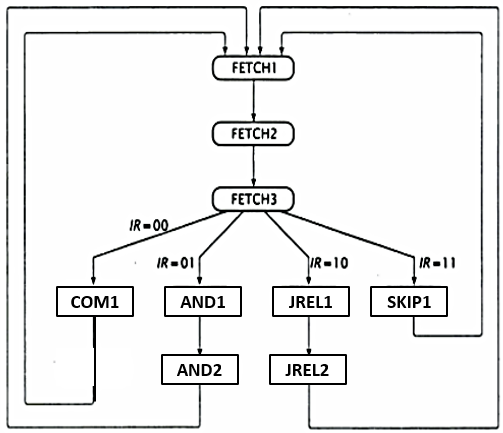 FETCH1
FETCH2
FETCH3
IR=00
IR=01
IR=10
IR=11
COM1
AND1
JREL1
SKIP1
AND2
JREL2